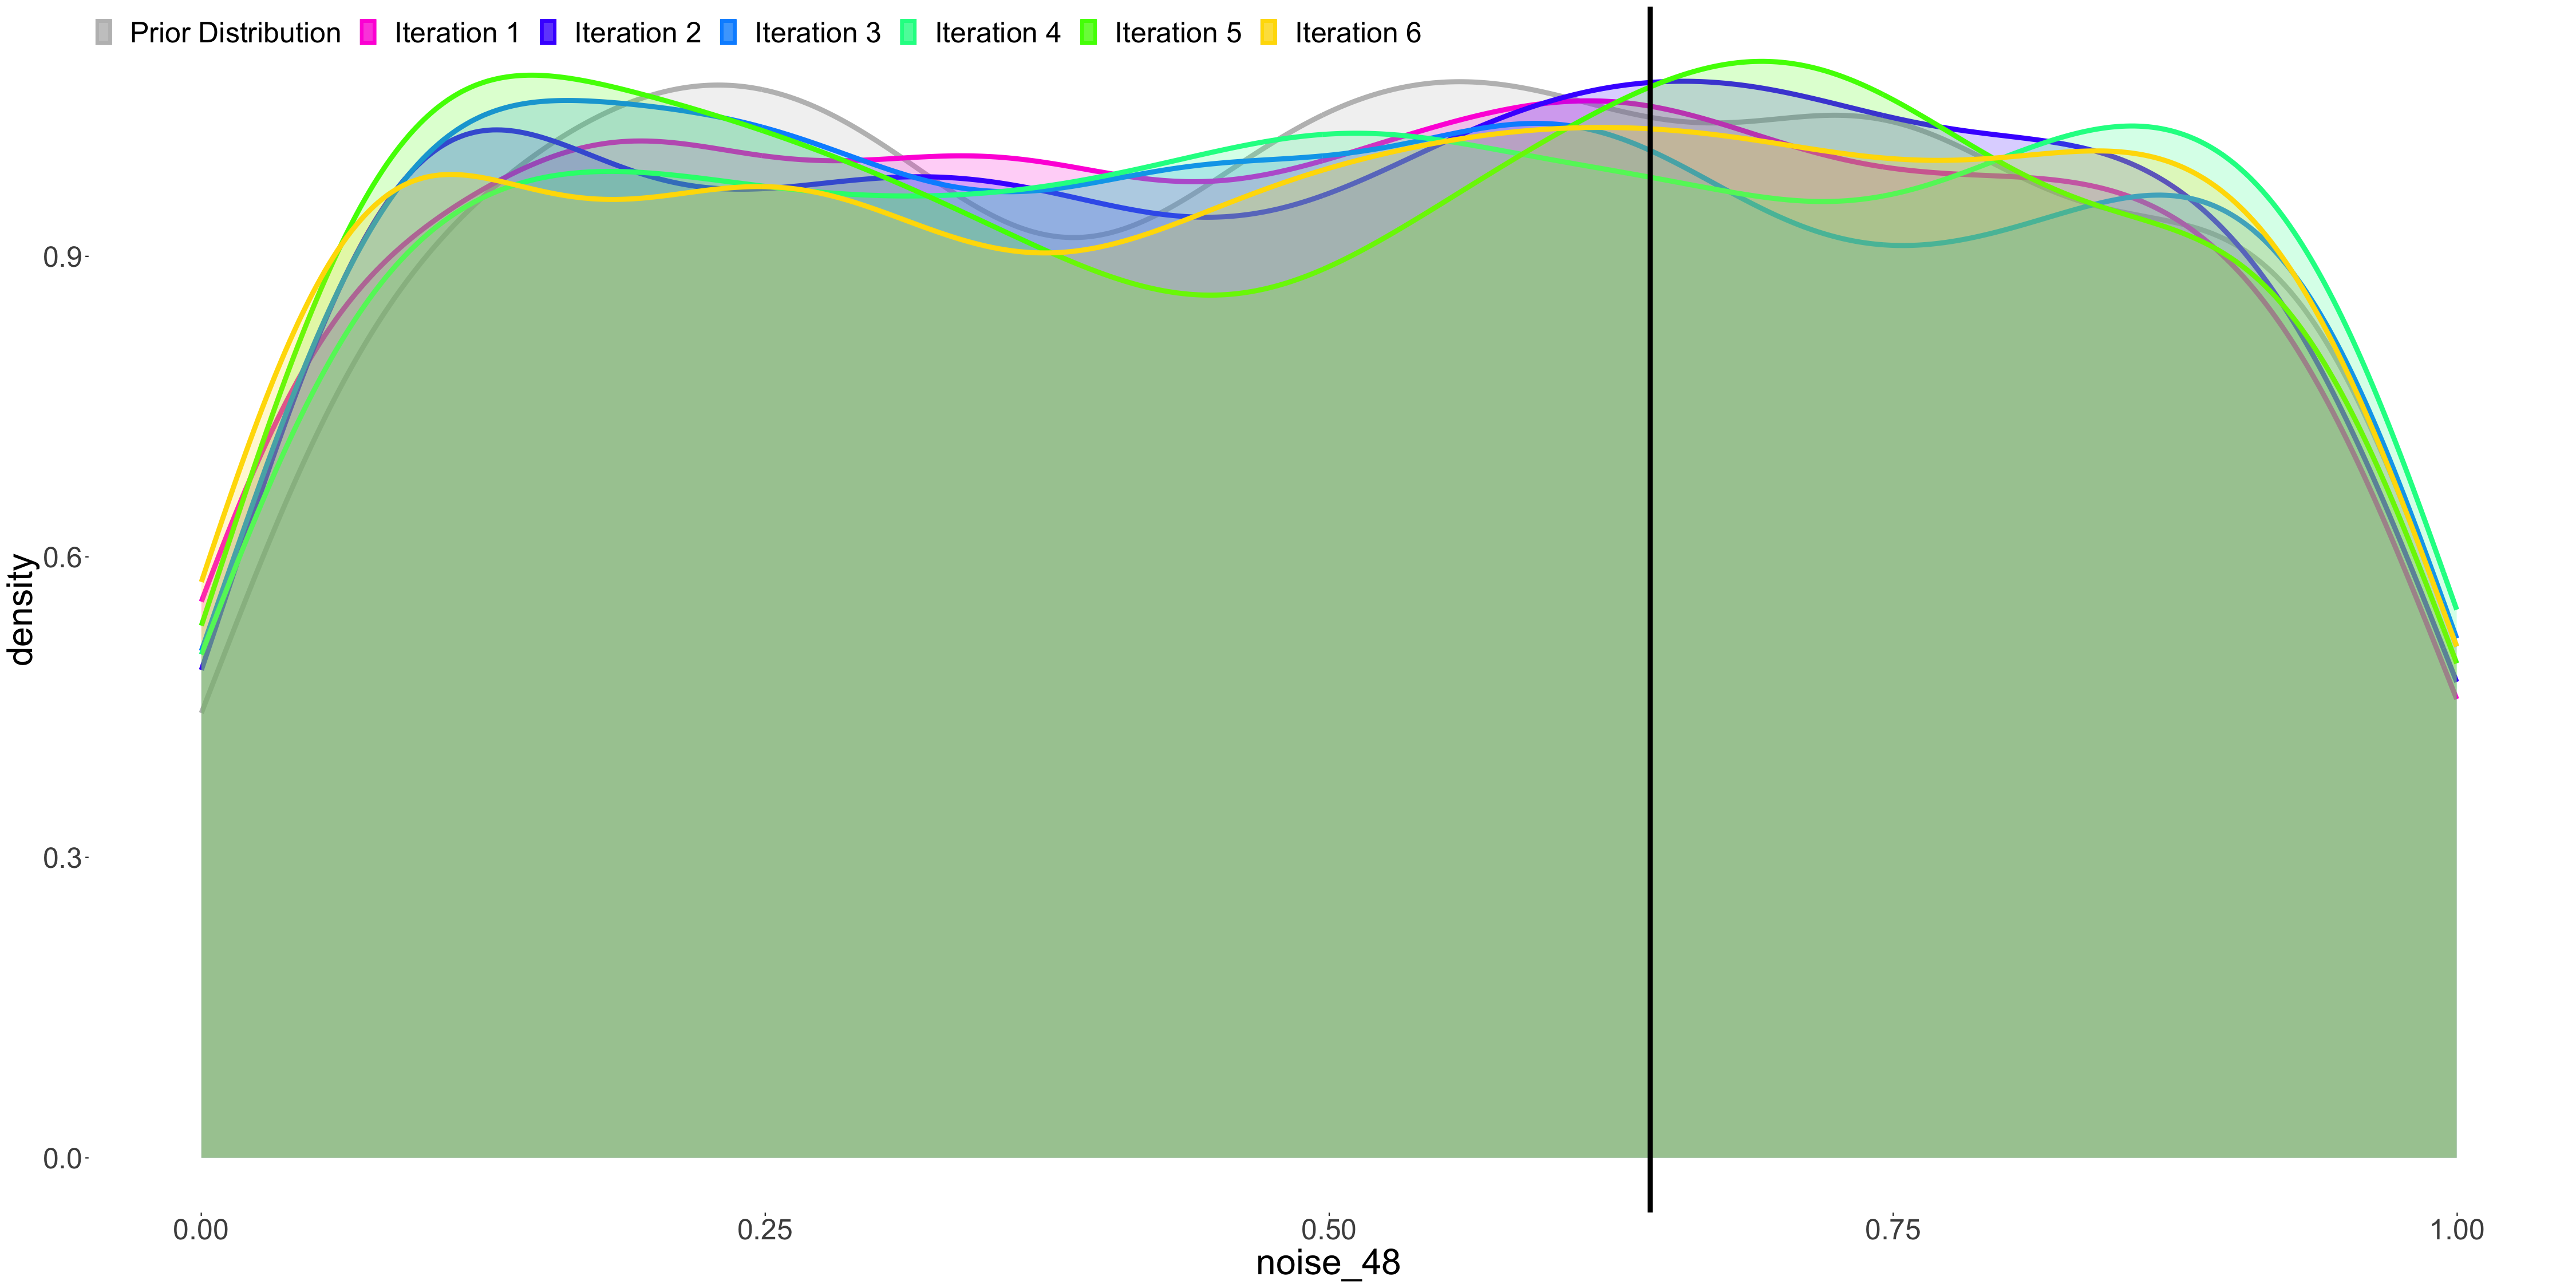 Prior Distribution Iteration 1 Iteration 2 Iteration 3 Iteration 4 Iteration 5 Iteration 6
density
0.9
0.6
0.3
0.0
0.00 0.25 0.50 0.75 1.00
noise_48